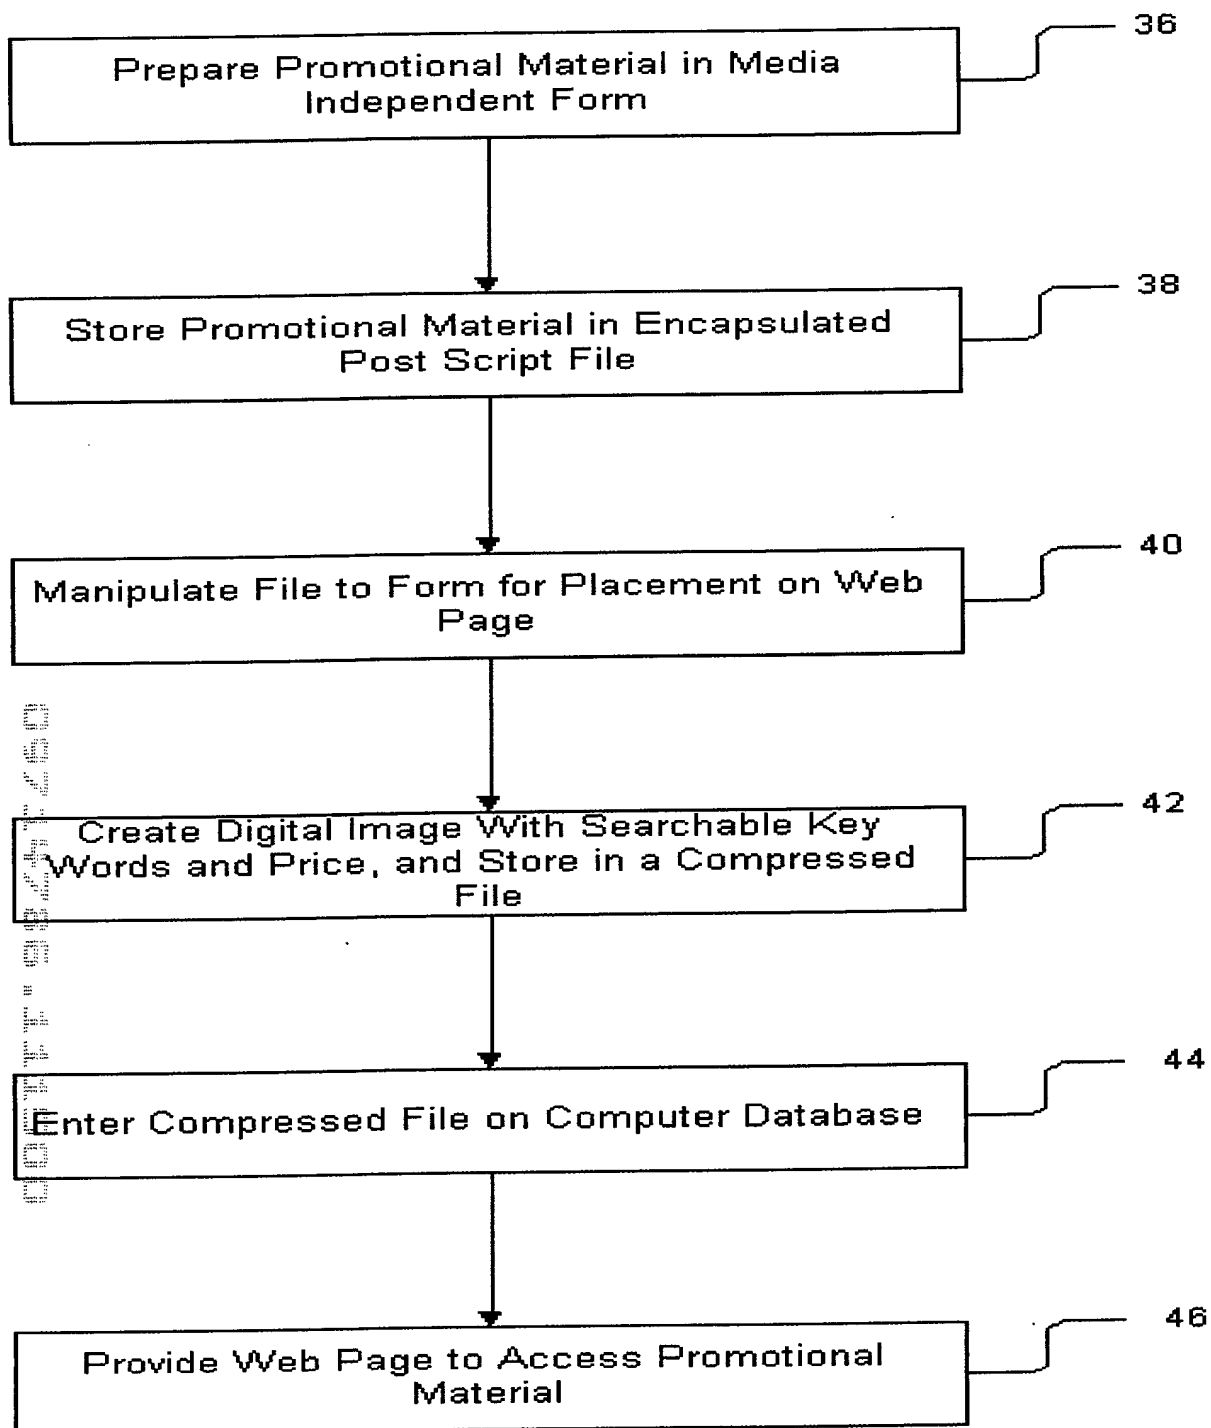 36
Prepare Promotional Material in Media
Independent Form
38
Store Promotional Material in Encapsulated
Post Script File
40
Manipulate File to Form for Placement on Web
Page
42
Create Digital Image With Searchable Key
Words and Price, and Store in a Compressed
File
44
Enter Compressed File on Computer Database
46
Provide Web Page to Access Promotional
Material